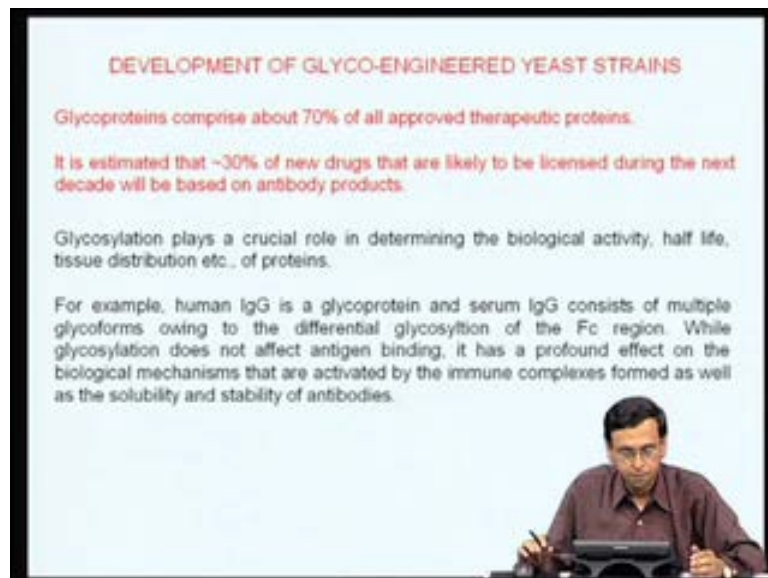 DEVELOPMENT OF GLYCO-ENGINEERED YEAST STRAINS
Glycoproteins comprise about 70% of all approved therapeutic proteins.
It is estimated that ~30% of new drugs that are likely to be licensed during the next
decade will be based on antibody products.
Glycosylation plays a crucial role in determining the biological activity, half life,
tissue distribution etc., of proteins.
For example, human IgG is a glycoprotein and serum IgG consists of multiple
glycoforms owing to the differential glycosyltion of the Fc region. While
glycosylation does not affect antigen binding, it has a profound effect on the
biological mechanisms that are activated by the immune complexes formed as well
as the solubility and stability of antibodies.